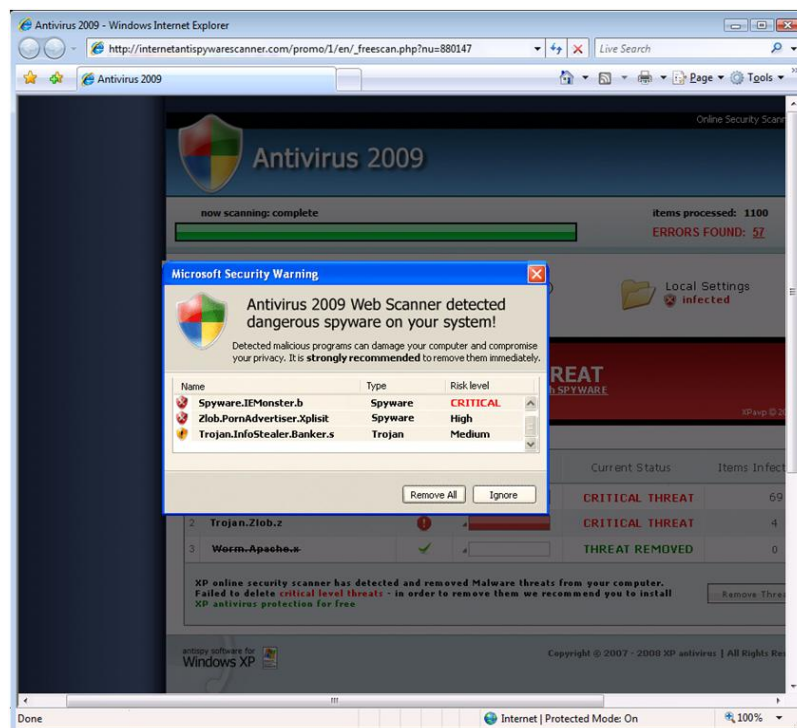 Antivirus 2009 - Windows Internet Explorer
http://internetantispywarescanner.com/promo/1/en/_freescan.php?nu=880147
Live Search
Antivirus 2009
Page
Tools
Online Security Scann
Antivirus 2009
now scanning: complete
items processed: 1100
ERRORS FOUND: 57
Microsoft Security Warning
Antivirus 2009 Web Scanner detected
dangerous spyware on your system!
Detected malicious programs can damage your computer and compromise
your privacy. It is strongly recommended to remove them immediately.
Name Type Risk level
Spyware.IEMonster.b Spyware CRITICAL
Zlob.PornAdvertiser.Xplisit Spyware High
Trojan.InfoStealer.Banker.s Trojan Medium
Remove All Ignore
Local Settings
infected
REAT
SPYWARE
XPavp © 20
Current Status Items Infect
CRITICAL THREAT 69
2 Trojan.Zlob.z CRITICAL THREAT 4
3 Worm.Apache.x THREAT REMOVED 0
XP online security scanner has detected and removed Malware threats from your computer.
Failed to delete critical level threats - in order to remove them we recommend you to install
XP antivirus protection for free
Remove Threa
antispy software for
Windows XP
Copyright © 2007 - 2008 XP antivirus | All Rights Res
Done
Internet | Protected Mode: On
100%